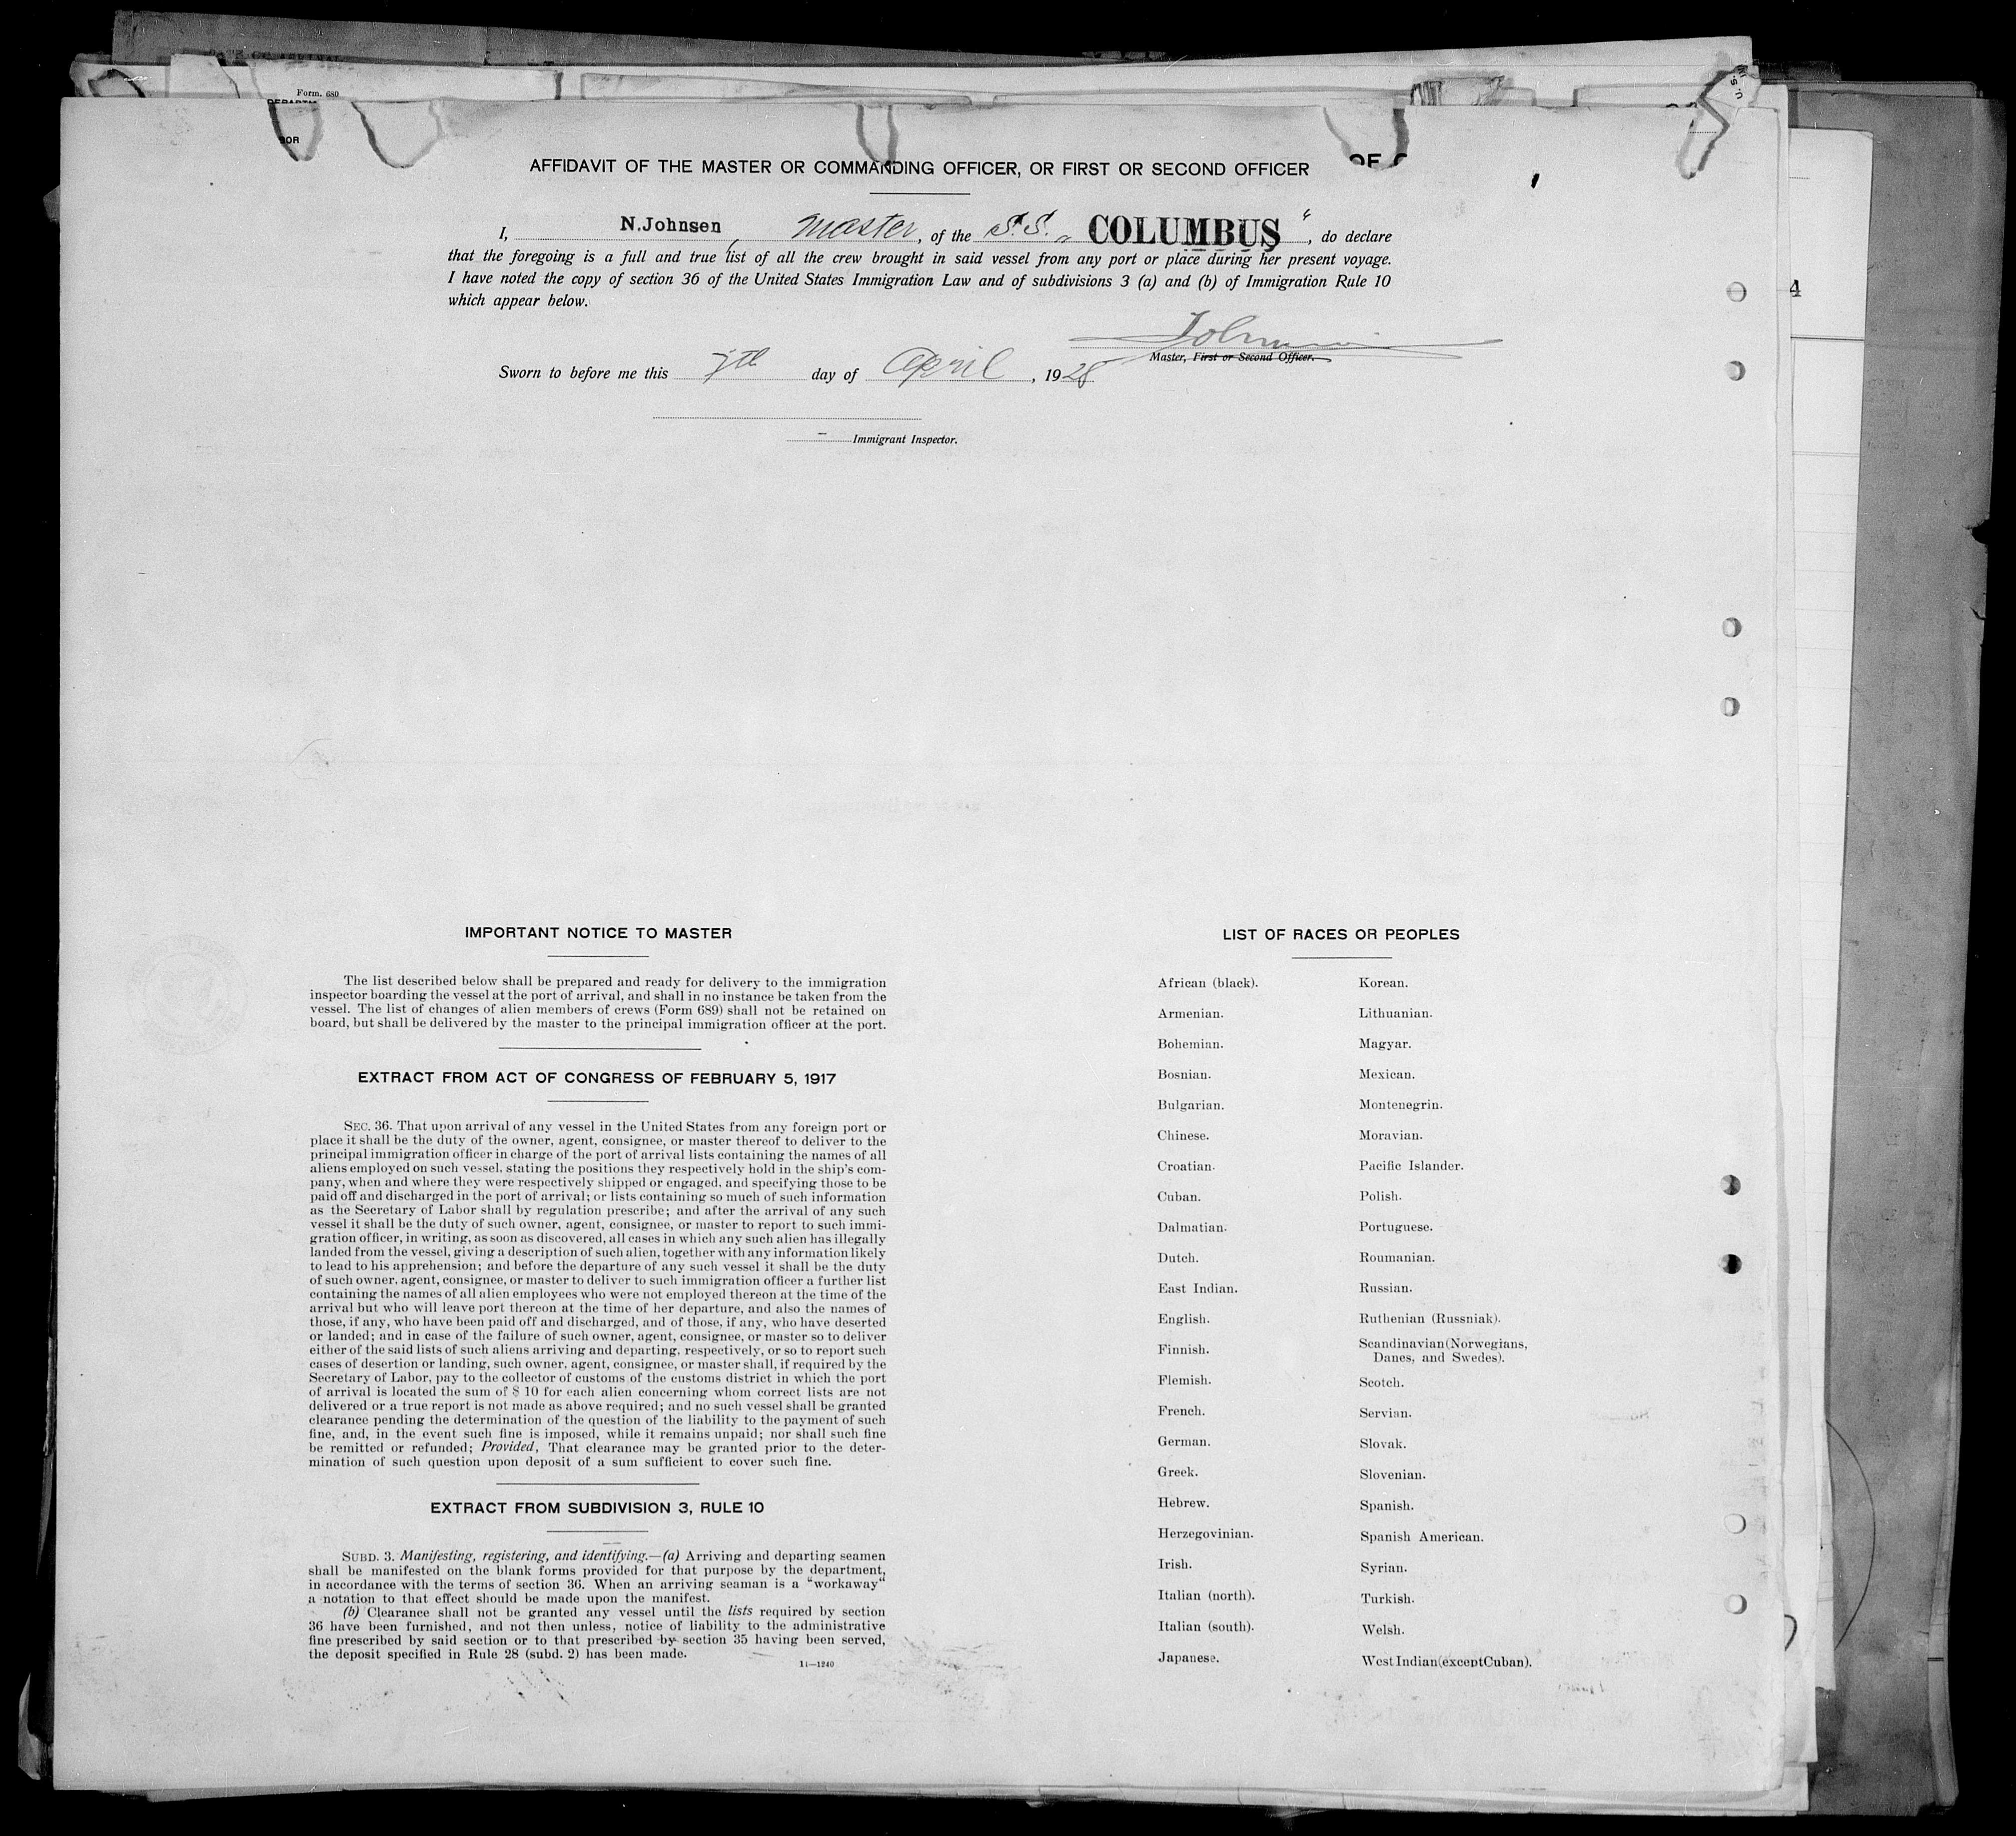 Form. 680
BOR
OF
AFFIDAVIT OF THE MASTER OR COMMANDING OFFICER, OR FIRST OR SECOND OFFICER
I, N.Johnsen, master, of the S.S. „ COLUMBUS “, do declare
that the foregoing is a full and true list of all the crew brought in said vessel from any port or place during her present voyage.
I have noted the copy of section 36 of the United States Immigration Law and of subdivisions 3 (a) and (b) of Immigration Rule 10
which appear below.
Johnsen
Master, First or Second Officer.
Sworn to before me this 7th day of April, 1928
Immigrant Inspector.
4
IMPORTANT NOTICE TO MASTER
The list described below shall be prepared and ready for delivery to the immigration
inspector boarding the vessel at the port of arrival, and shall in no instance be taken from the
vessel. The list of changes of alien members of crews (Form 689) shall not be retained on
board, but shall be delivered by the master to the principal immigration officer at the port.
EXTRACT FROM ACT OF CONGRESS OF FEBRUARY 5, 1917
SEC. 36. That upon arrival of any vessel in the United States from any foreign port or
place it shall be the duty of the owner, agent, consignee, or master thereof to deliver to the
principal immigration officer in charge of the port of arrival lists containing the names of all
aliens employed on such vessel, stating the positions they respectively hold in the ship's com-
pany, when and where they were respectively shipped or engaged, and specifying those to be
paid off and discharged in the port of arrival; or lists containing so much of such information
as the Secretary of Labor shall by regulation prescribe; and after the arrival of any such
vessel it shall be the duty of such owner, agent, consignee, or master to report to such immi-
gration officer, in writing, as soon as discovered, all cases in which any such alien has illegally
landed from the vessel, giving a description of such alien, together with any information likely
to lead to his apprehension; and before the departure of any such vessel it shall be the duty
of such owner, agent, consignee, or master to deliver to such immigration officer a further list
containing the names of all alien employees who were not employed thereon at the time of the
arrival but who will leave port thereon at the time of her departure, and also the names of
those, if any, who have been paid off and discharged, and of those, if any, who have deserted
or landed; and in case of the failure of such owner, agent, consignee, or master so to deliver
either of the said lists of such aliens arriving and departing, respectively, or so to report such
cases of desertion or landing, such owner, agent, consignee, or master shall, if required by the
Secretary of Labor, pay to the collector of customs of the customs district in which the port
of arrival is located the sum of $ 10 for each alien concerning whom correct lists are not
delivered or a true report is not made as above required; and no such vessel shall be granted
clearance pending the determination of the question of the liability to the payment of such
fine, and, in the event such fine is imposed, while it remains unpaid; nor shall such fine
be remitted or refunded; Provided, That clearance may be granted prior to the deter-
mination of such question upon deposit of a sum sufficient to cover such fine.
EXTRACT FROM SUBDIVISION 3, RULE 10
SUBD. 3. Manifesting, registering, and identifying.—(a) Arriving and departing seamen
shall be manifested on the blank forms provided for that purpose by the department,
in accordance with the terms of section 36. When an arriving seaman is a “workaway“
a notation to that effect should be made upon the manifest.
(b) Clearance shall not be granted any vessel until the lists required by section
36 have been furnished, and not then unless, notice of liability to the administrative
fine prescribed by said section or to that prescribed by section 35 having been served,
the deposit specified in Rule 28 (subd. 2) has been made.
14—1240
LIST OF RACES OR PEOPLES
African (black).
Armenian.
Bohemian.
Bosnian.
Bulgarian.
Chinese.
Croatian.
Cuban.
Dalmatian.
Dutch.
East Indian.
English.
Finnish.
Flemish.
French.
German.
Greek.
Hebrew.
Herzegovinian.
Irish.
Italian (north).
Italian (south).
Japanese.
Korean.
Lithuanian.
Magyar.
Mexican.
Montenegrin.
Moravian.
Pacific Islander.
Polish.
Portuguese.
Roumanian.
Russian.
Ruthenian (Russniak).
Scandinavian (Norwegians,
Danes, and Swedes).
Scotch.
Servian.
Slovak.
Slovenian.
Spanish.
Spanish American.
Syrian.
Turkish.
Welsh.
West Indian (except Cuban).